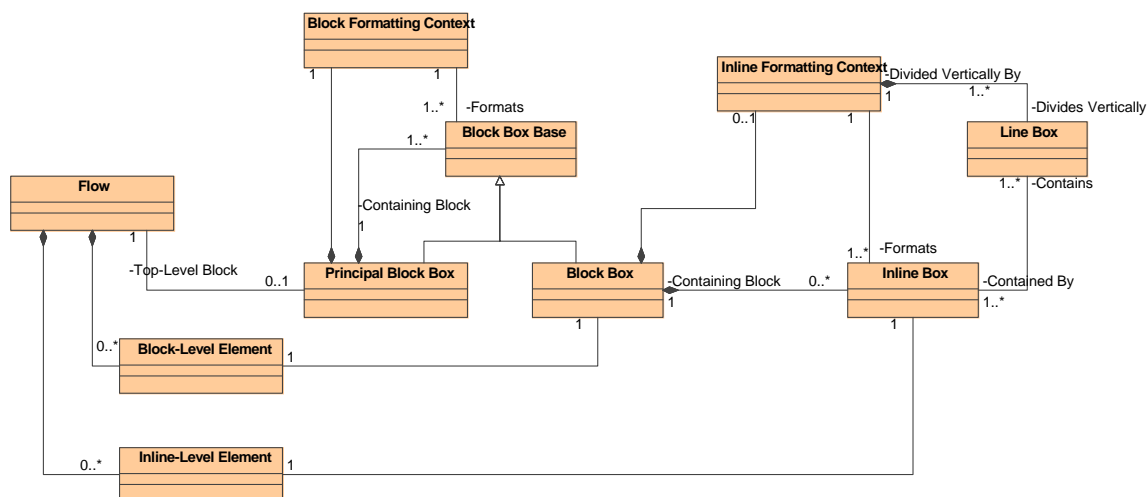 Block Formatting Context
1
1
1..*
-Formats
Inline Formatting Context
0..1
1
1
-Divided Vertically By
1..*
-Divides Vertically
Block Box Base
1..*
Line Box
1..*
-Contains
Flow
1
-Containing Block
1
-Top-Level Block
0..1
Principal Block Box
Block Box
-Containing Block
1
0..*
1..*
-Formats
Inline Box
-Contained By
1..*
1
1
0..*
Block-Level Element
1
0..*
Inline-Level Element
1